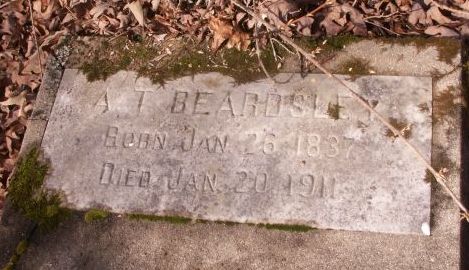 A. T. BEARDSLEY
BORN JAN. 26 1837
DIED JAN. 20 1911